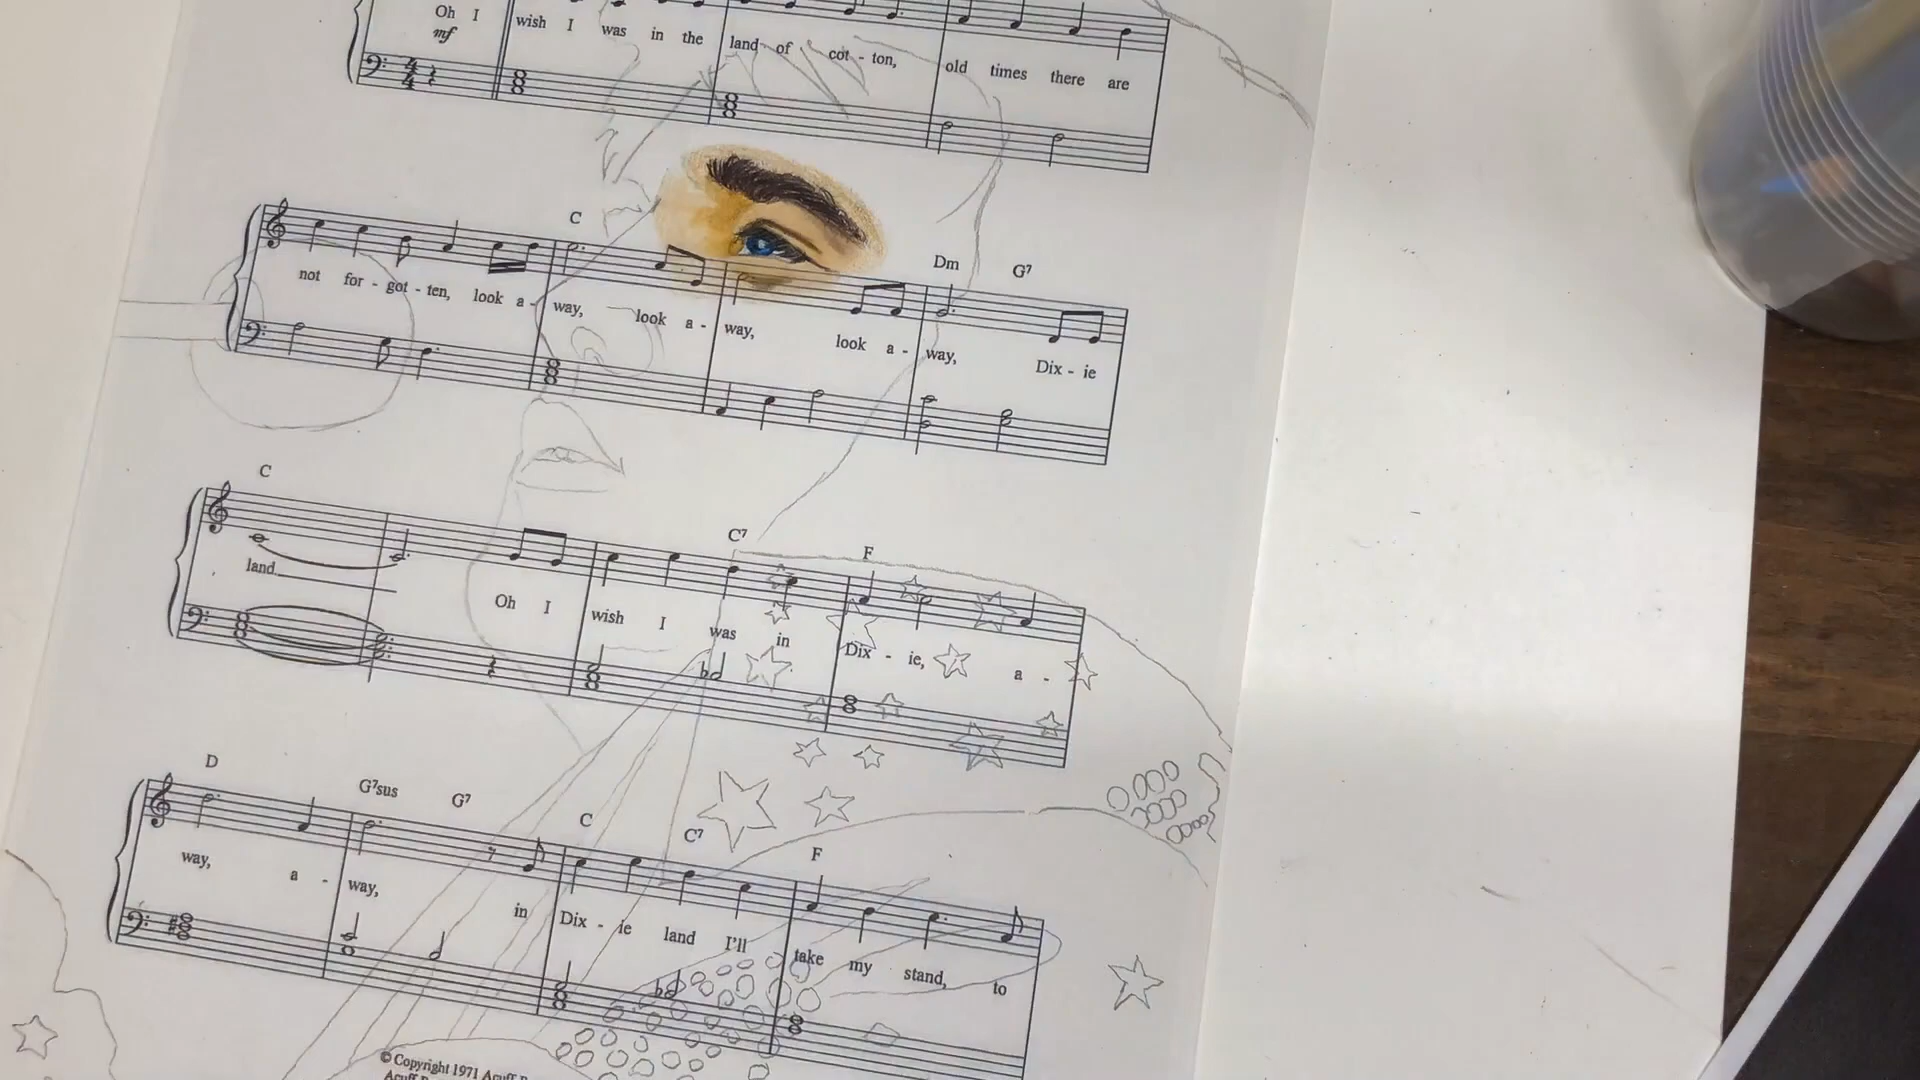 Oh I wish I was in the land of cot - ton, old times there are
mf
C Dm G7
not for - got - ten, look a - way, look a - way, look a - way, Dix - ie
C C7 F
land Oh I wish I was in Dix - ie, a -
D G7sus G7 C C7 F
way, a - way, in Dix - ie land I'll take my stand, to
© Copyright 1971 Acuff